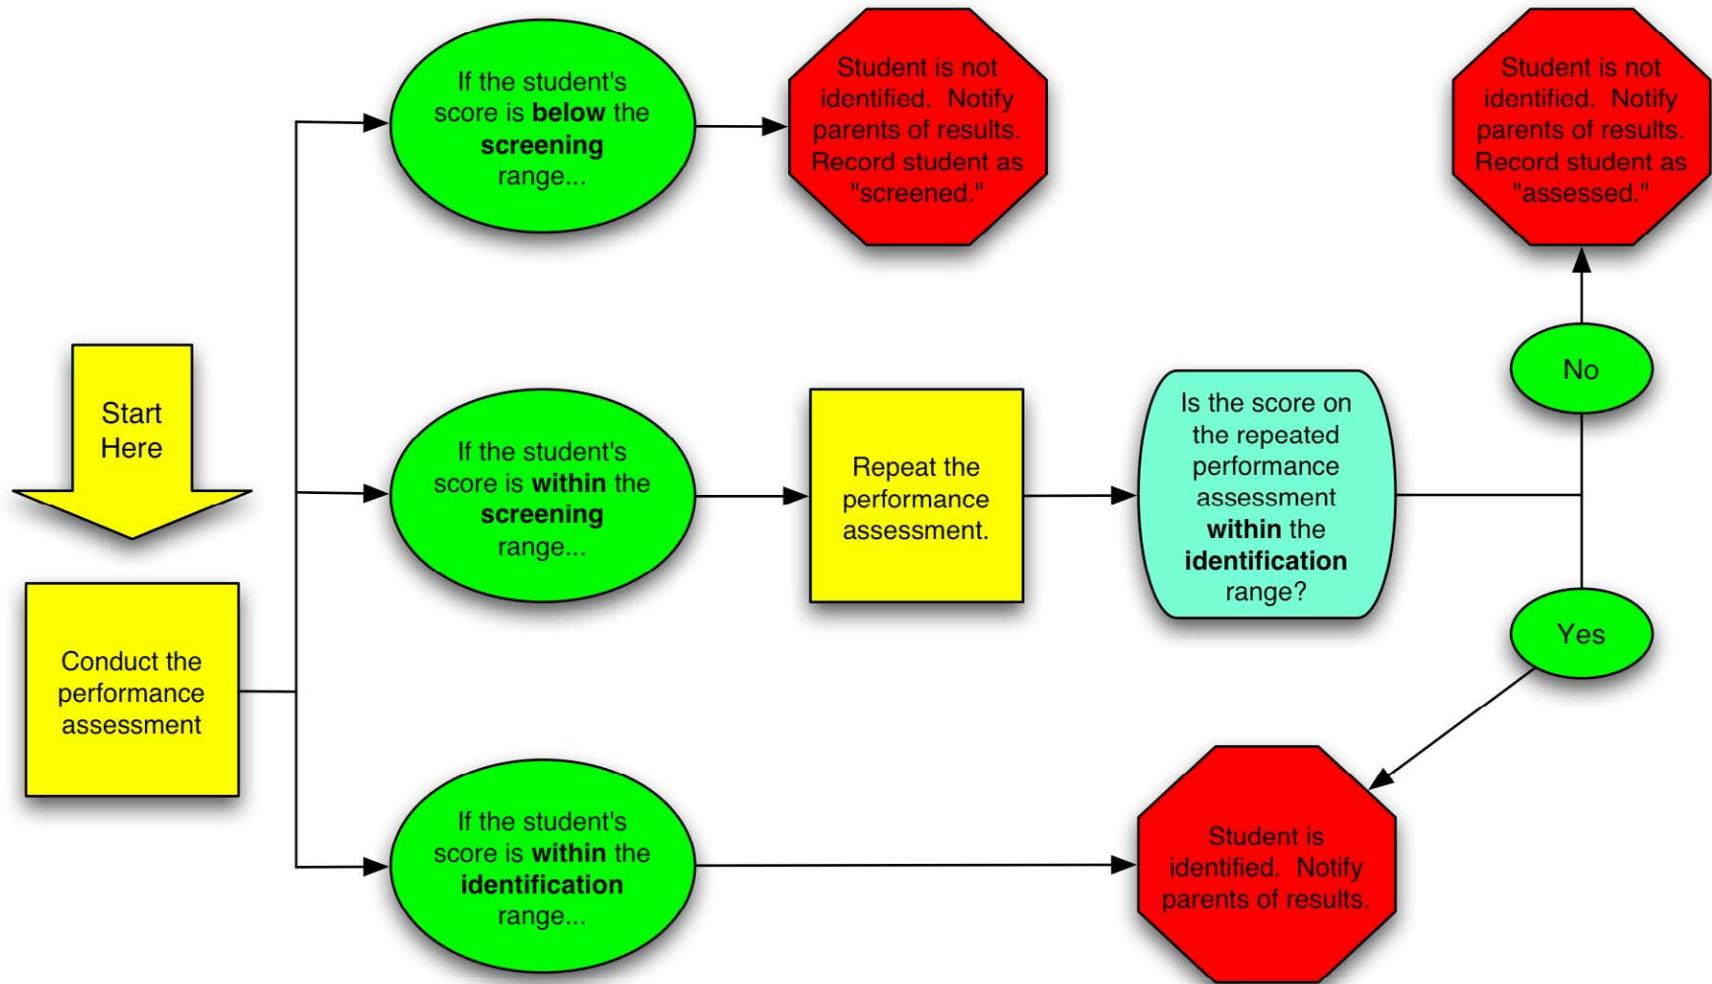 Start
Here
Conduct the
performance
assessment
If the student's
score is below the
screening
range...
Student is not
identified.  Notify
parents of results.
Record student as
"screened."
If the student's
score is within the
screening
range...
Repeat the
performance
assessment.
Is the score on
the repeated
performance
assessment
within the
identification
range?
No
Student is not
identified.  Notify
parents of results.
Record student as
"assessed."
Yes
If the student's
score is within the
identification
range...
Student is
identified.  Notify
parents of results.